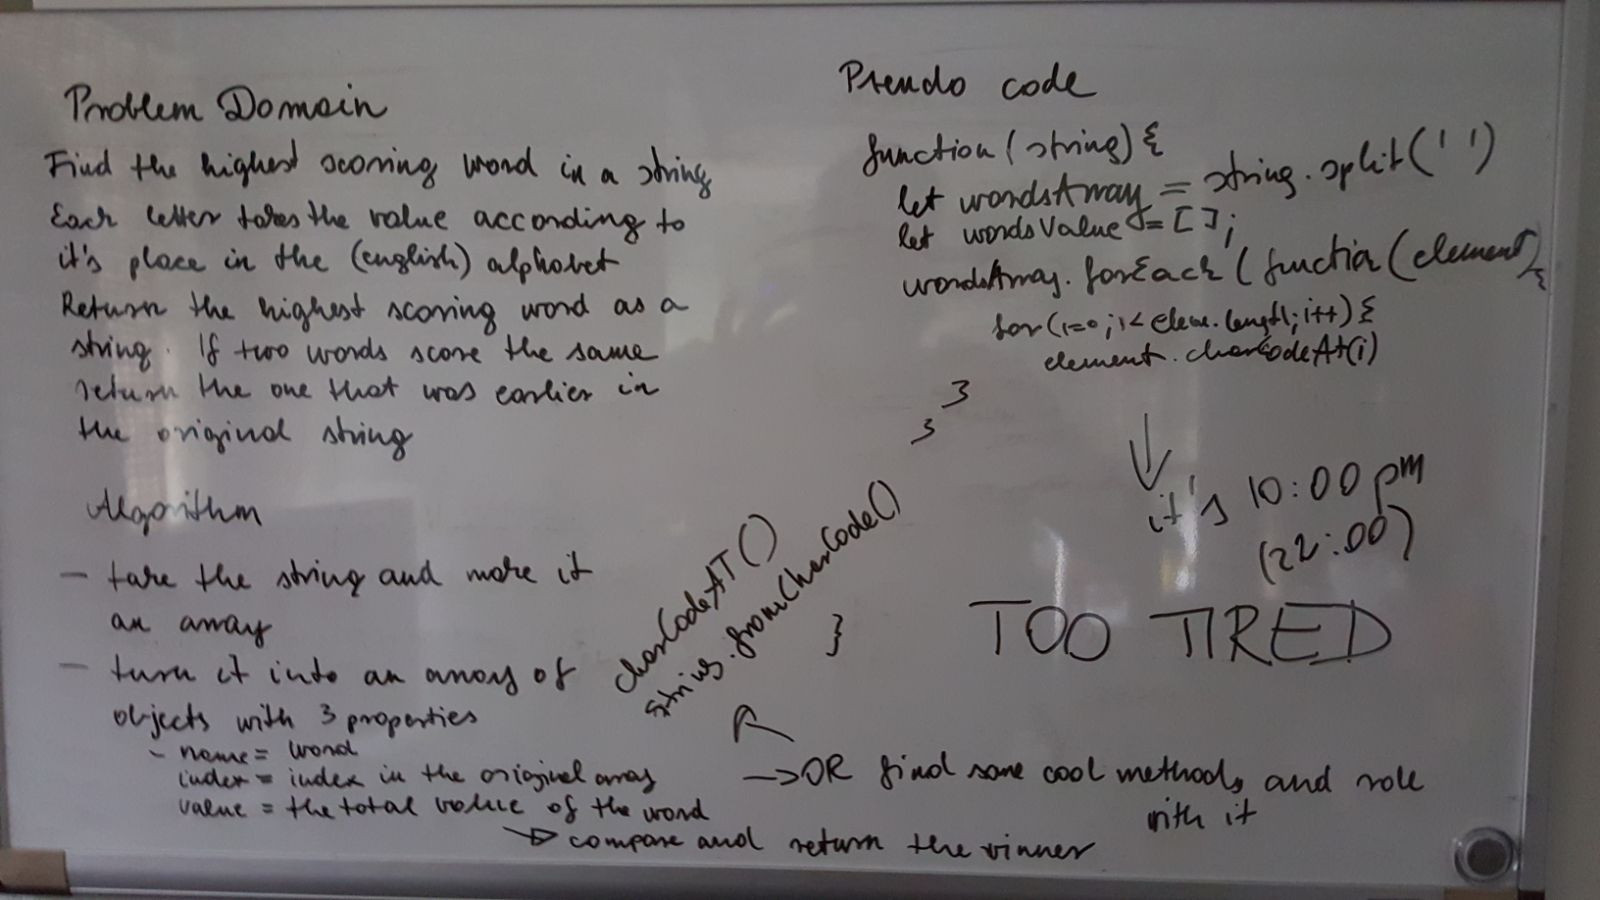 Problem Domain
Find the highest scoring word in a string
Each letter takes the value according to
it's place in the (english) alphabet
Return the highest scoring word as a
string. If two words score the same
return the one that was earlier in
the original string
Algorithm
– take the string and make it
an array
– turn it into an array of
objects with 3 properties
- name = word
index = index in the original array
value = the total value of the word
→ compare and return the winner
charCodeAT()
String.fromCharCode()
→ OR find some cool methods and role
with it
Pseudo code
function (string) {
let wordsArray = string.split(' ')
let wordsValue = [];
wordsArray.forEach (function (element) {
for (i=0; i< elem.length; i++) {
element.charCodeAt(i)
}
}
}
↓
it's 10:00 pm
(22:00)
TOO TIRED